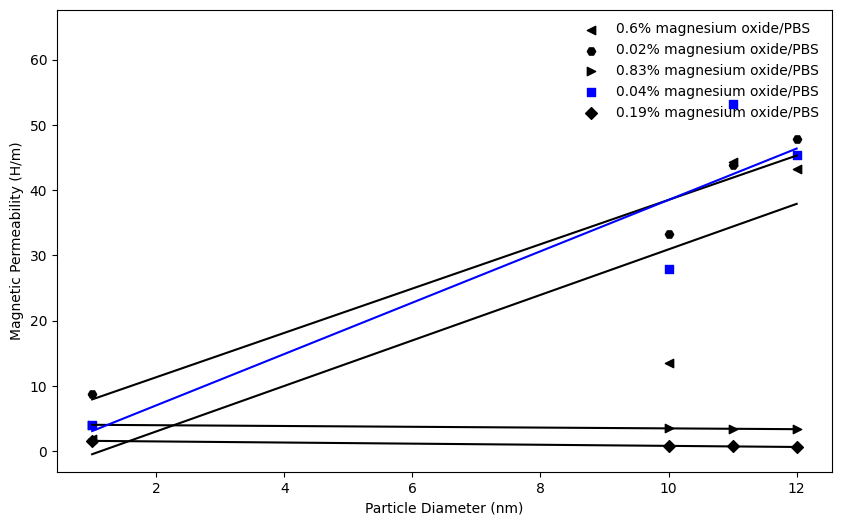 0.6% magnesium oxide/PBS
0.02% magnesium oxide/PBS
0.83% magnesium oxide/PBS
0.04% magnesium oxide/PBS
0.19% magnesium oxide/PBS
60
50
40
30
20
10
0
Magnetic Permeability (H/m)
2 4 6 8 10 12
Particle Diameter (nm)